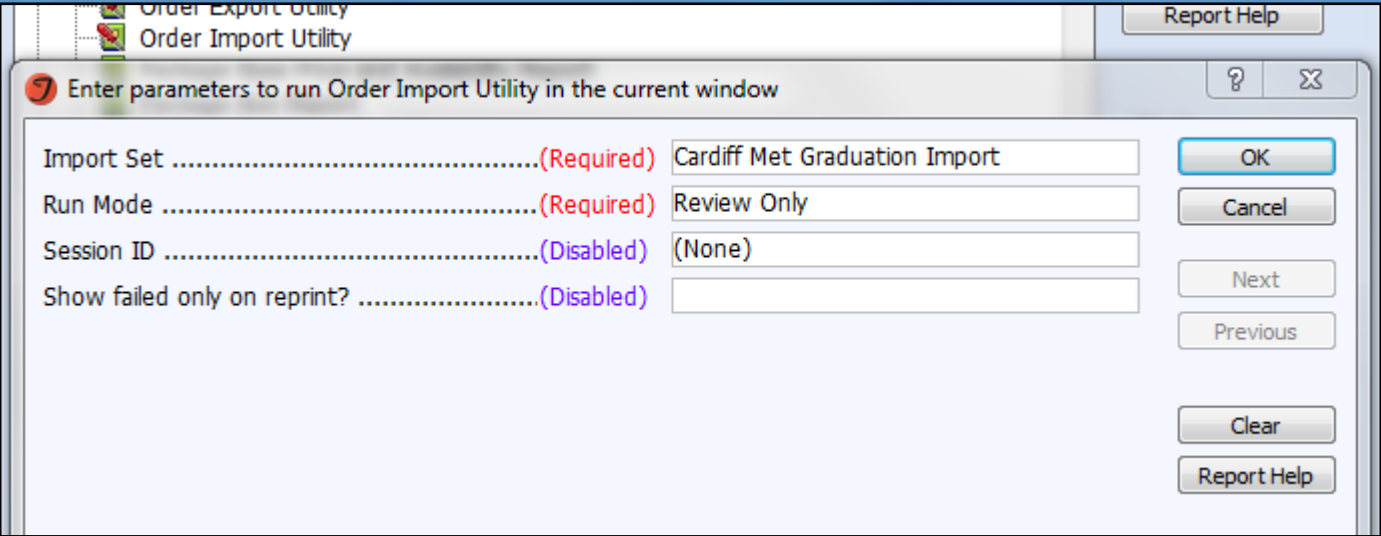 Order Export Utility
Order Import Utility
Report Help
Enter parameters to run Order Import Utility in the current window
Import Set ..............................................(Required) Cardiff Met Graduation Import
Run Mode ...............................................(Required) Review Only
Session ID ...............................................(Disabled) (None)
Show failed only on reprint? .......................(Disabled)
OK
Cancel
Next
Previous
Clear
Report Help